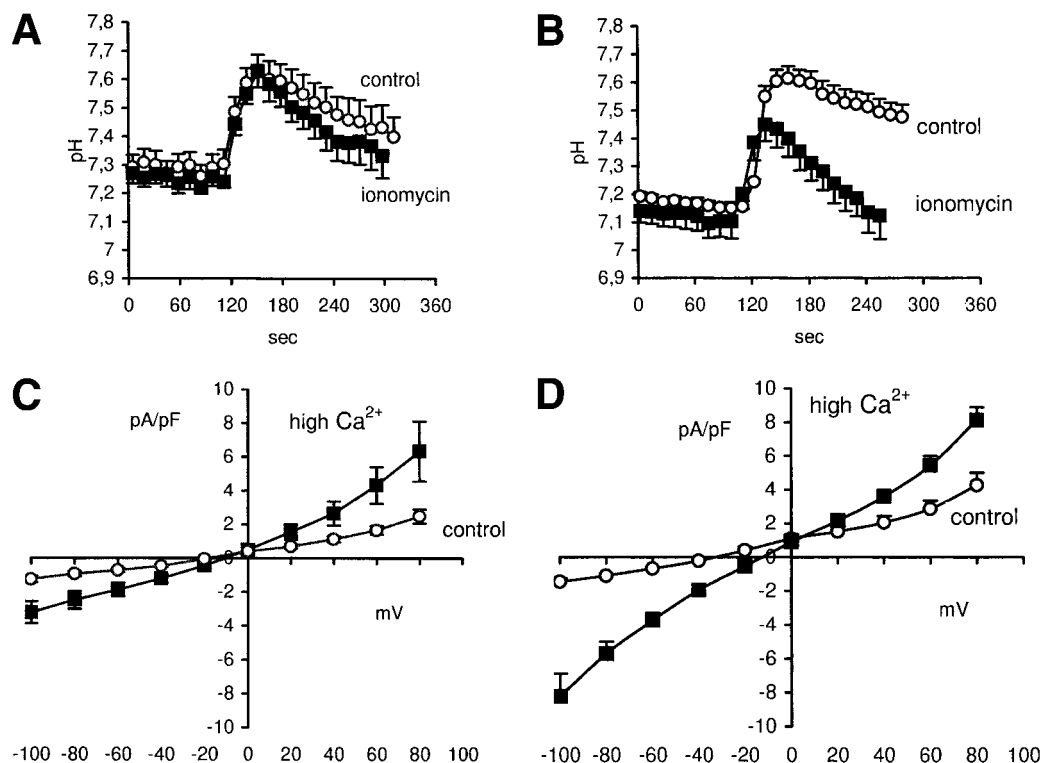 A
7,8
7,7
7,6
7,5
7,4
7,3
7,2
7,1
7
6,9
pH
control
ionomycin
0 60 120 180 240 300 360
sec
B
7,8
7,7
7,6
7,5
7,4
7,3
7,2
7,1
7
6,9
pH
control
ionomycin
0 60 120 180 240 300 360
sec
C
10
8
6
4
2
0
-2
-4
-6
-8
-10
pA/pF
high Ca2+
control
mV
-100 -80 -60 -40 -20 0 20 40 60 80 100
D
10
8
6
4
2
0
-2
-4
-6
-8
-10
pA/pF
high Ca2+
control
mV
-100 -80 -60 -40 -20 0 20 40 60 80 100